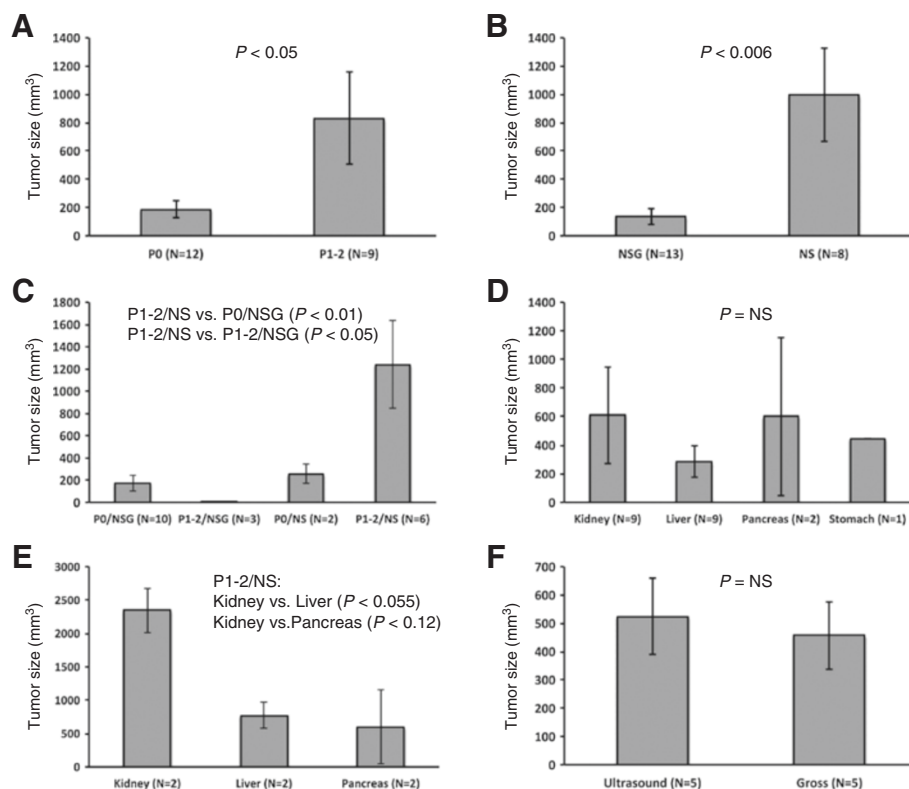 A
Tumor size (mm³)
1400
1200
1000
800
600
400
200
0
P < 0.05
P0 (N=12)
P1-2 (N=9)
B
Tumor size (mm³)
1400
1200
1000
800
600
400
200
0
P < 0.006
NSG (N=13)
NS (N=8)
C
Tumor size (mm³)
1800
1600
1400
1200
1000
800
600
400
200
0
P1-2/NS vs. P0/NSG (P < 0.01)
P1-2/NS vs. P1-2/NSG (P < 0.05)
P0/NSG (N=10)
P1-2/NSG (N=3)
P0/NS (N=2)
P1-2/NS (N=6)
D
Tumor size (mm³)
1400
1200
1000
800
600
400
200
0
P = NS
Kidney (N=9)
Liver (N=9)
Pancreas (N=2)
Stomach (N=1)
E
Tumor size (mm³)
3000
2500
2000
1500
1000
500
0
P1-2/NS:
Kidney vs. Liver (P < 0.055)
Kidney vs.Pancreas (P < 0.12)
Kidney (N=2)
Liver (N=2)
Pancreas (N=2)
F
Tumor size (mm³)
700
600
500
400
300
200
100
0
P = NS
Ultrasound (N=5)
Gross (N=5)